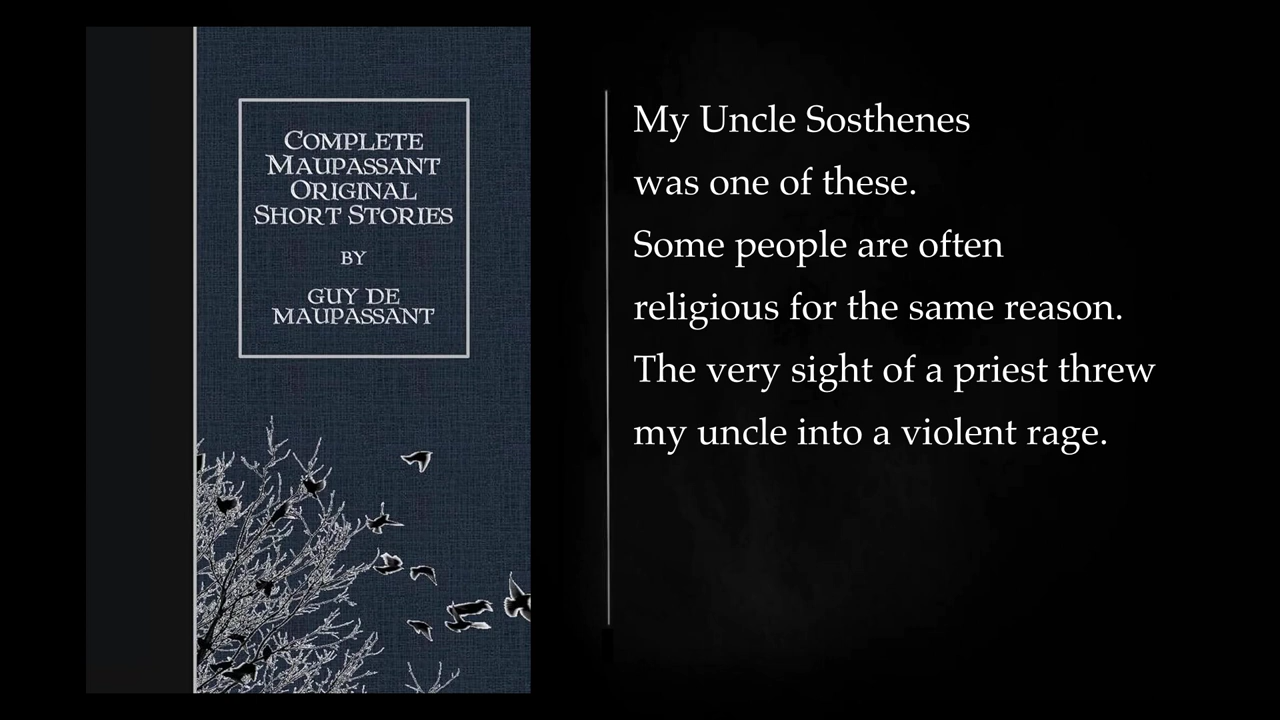 COMPLETE
MAUPASSANT
ORIGINAL
SHORT STORIES
BY
GUY DE
MAUPASSANT
My Uncle Sosthenes
was one of these.
Some people are often
religious for the same reason.
The very sight of a priest threw
my uncle into a violent rage.